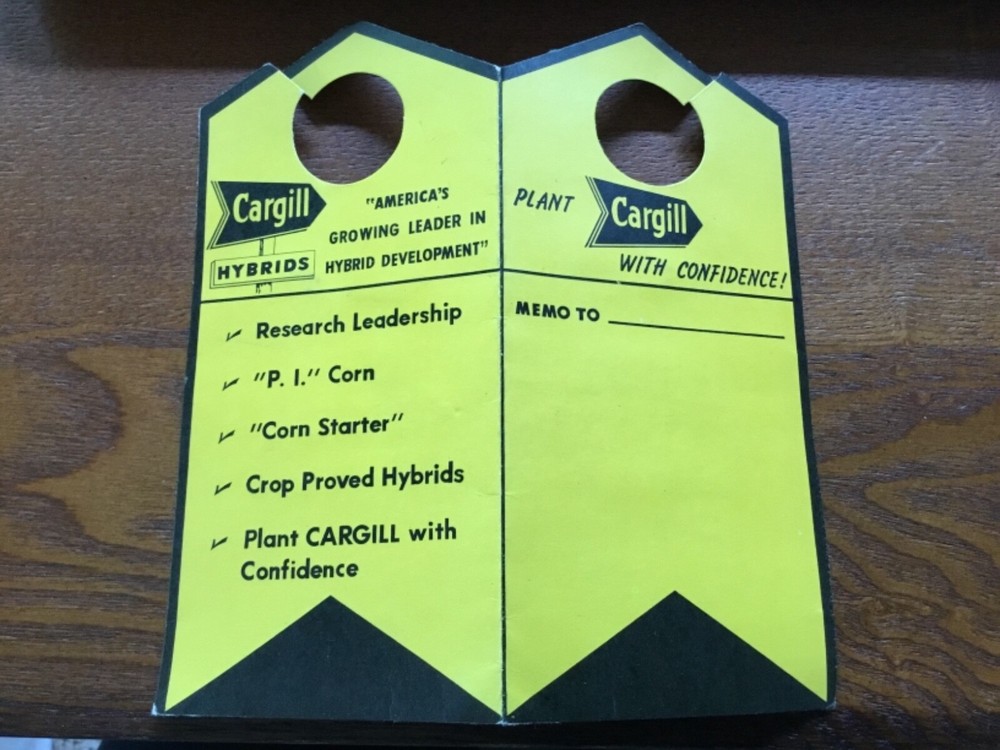 Cargill
HYBRIDS
"AMERICA'S
GROWING LEADER IN
HYBRID DEVELOPMENT"
Research Leadership
"P. I." Corn
"Corn Starter"
Crop Proved Hybrids
Plant CARGILL with
Confidence
PLANT Cargill
WITH CONFIDENCE!
MEMO TO